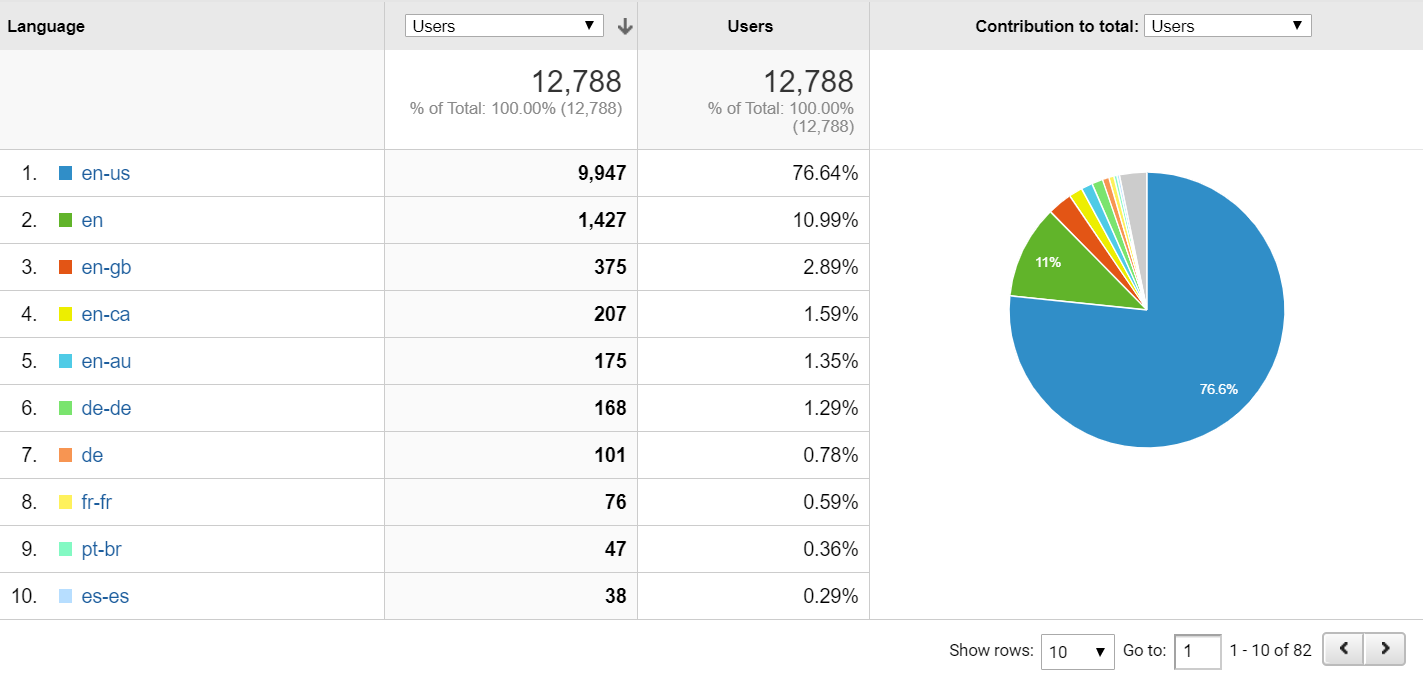 Language Users Users Contribution to total: Users
12,788 12,788
% of Total: 100.00% (12,788) % of Total: 100.00%
(12,788)
1. en-us 9,947 76.64%
2. en 1,427 10.99%
3. en-gb 375 2.89%
4. en-ca 207 1.59%
5. en-au 175 1.35%
6. de-de 168 1.29%
7. de 101 0.78%
8. fr-fr 76 0.59%
9. pt-br 47 0.36%
10. es-es 38 0.29%
11%
76.6%
Show rows: 10 Go to: 1 1 - 10 of 82